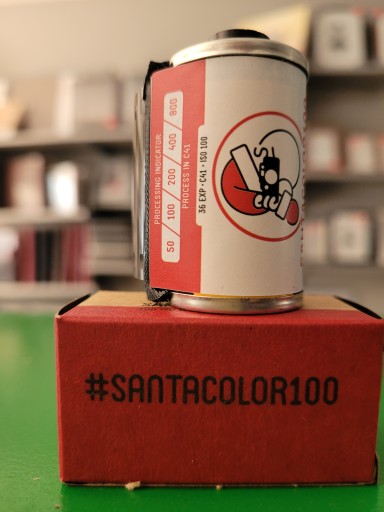 PROCESSING INDICATOR
50 / 100 / 200 / 400 / 800
PROCESS IN C41
36 EXP · C41 · ISO 100
#SANTACOLOR100